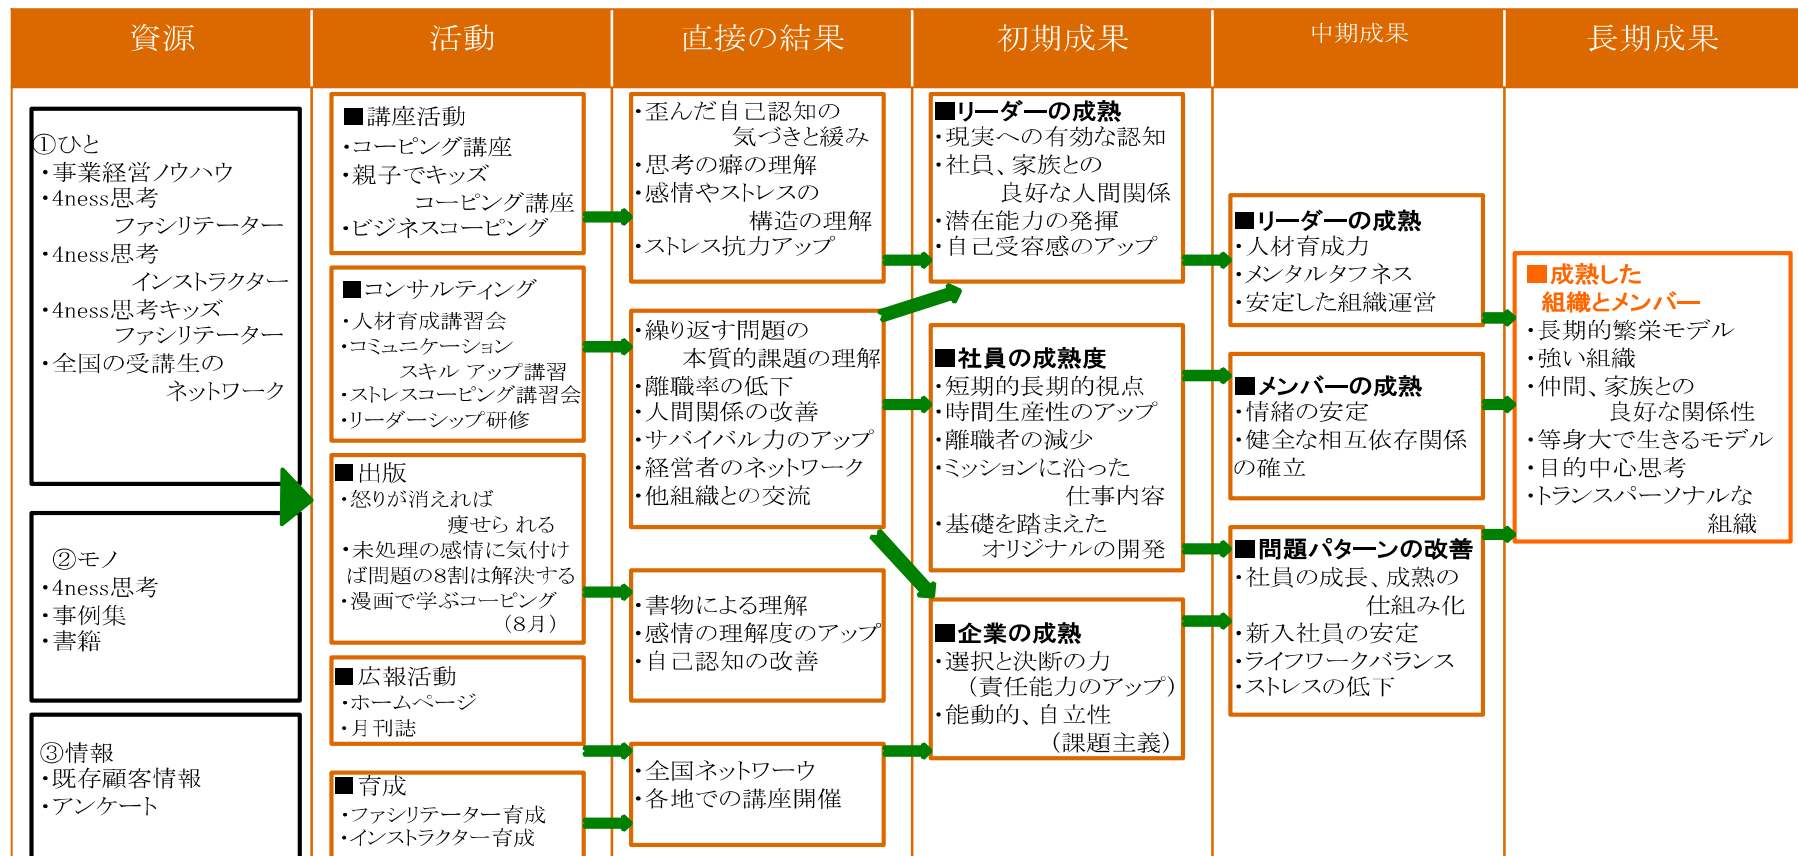 資源
活動
直接の結果
初期成果
中期成果
長期成果
①ひと
・事業経営ノウハウ
・4ness思考
ファシリテーター
・4ness思考
インストラクター
・4ness思考キッズ
ファシリテーター
・全国の受講生の
ネットワーク
②モノ
・4ness思考
・事例集
・書籍
③情報
・既存顧客情報
・アンケート
■講座活動
・コーピング講座
・親子でキッズ
コーピング講座
・ビジネスコーピング
■コンサルティング
・人材育成講習会
・コミュニケーション
スキル アップ講習
・ストレスコーピング講習会
・リーダーシップ研修
■出版
・怒りが消えれば
痩せら れる
・未処理の感情に気付け
ば問題の8割は解決する
・漫画で学ぶコーピング
(8月)
■広報活動
・ホームページ
・月刊誌
■育成
・ファシリテーター育成
・インストラクター育成
・歪んだ自己認知の
気づきと緩み
・思考の癖の理解
・感情やストレスの
構造の理解
・ストレス抗力アップ
・繰り返す問題の
本質的課題の理解
・離職率の低下
・人間関係の改善
・サバイバル力のアップ
・経営者のネットワーク
・他組織との交流
・書物による理解
・感情の理解度のアップ
・自己認知の改善
・全国ネットワーウ
・各地での講座開催
■リーダーの成熟
・現実への有効な認知
・社員、家族との
良好な人間関係
・潜在能力の発揮
・自己受容感のアップ
■社員の成熟度
・短期的長期的視点
・時間生産性のアップ
・離職者の減少
・ミッションに沿った
仕事内容
・基礎を踏まえた
オリジナルの開発
■企業の成熟
・選択と決断の力
(責任能力のアップ)
・能動的、自立性
(課題主義)
■リーダーの成熟
・人材育成力
・メンタルタフネス
・安定した組織運営
■メンバーの成熟
・情緒の安定
・健全な相互依存関係
の確立
■問題パターンの改善
・社員の成長、成熟の
仕組み化
・新入社員の安定
・ライフワークバランス
・ストレスの低下
■成熟した
組織とメンバー
・長期的繁栄モデル
・強い組織
・仲間、家族との
良好な関係性
・等身大で生きるモデル
・目的中心思考
・トランスパーソナルな
組織